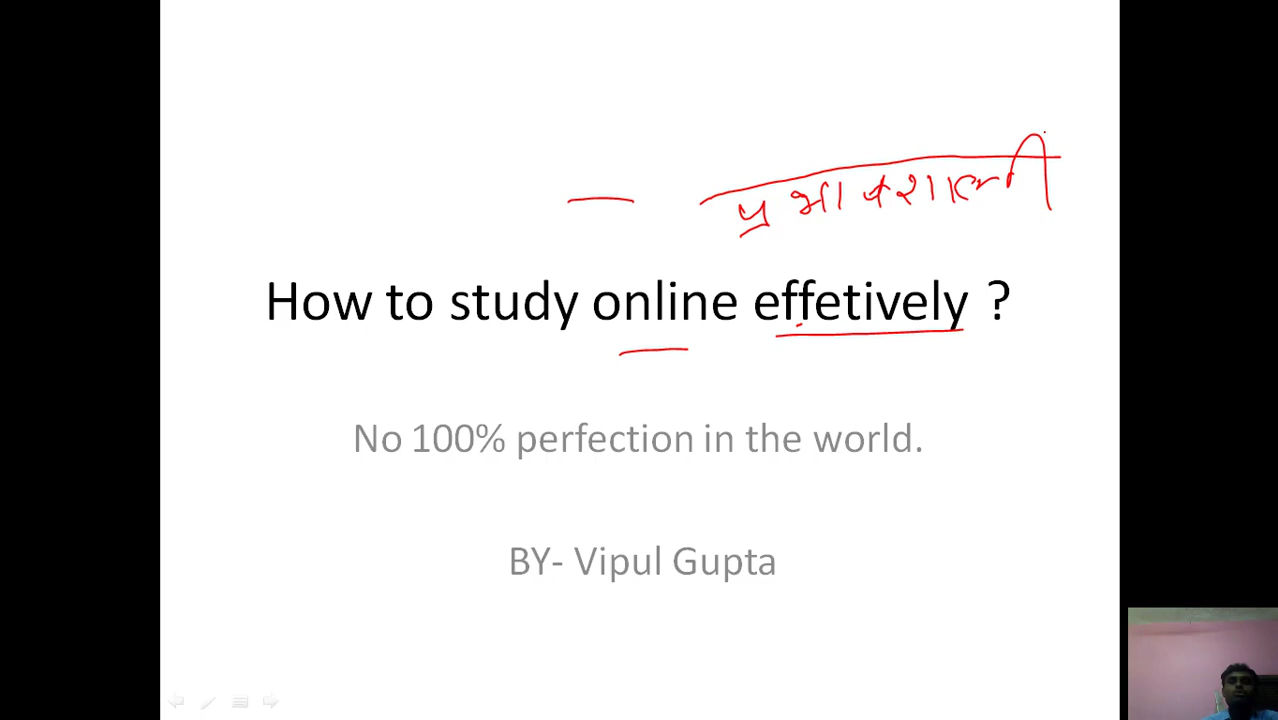 प्रभावशाली
How to study online effetively ?
No 100% perfection in the world.
BY- Vipul Gupta